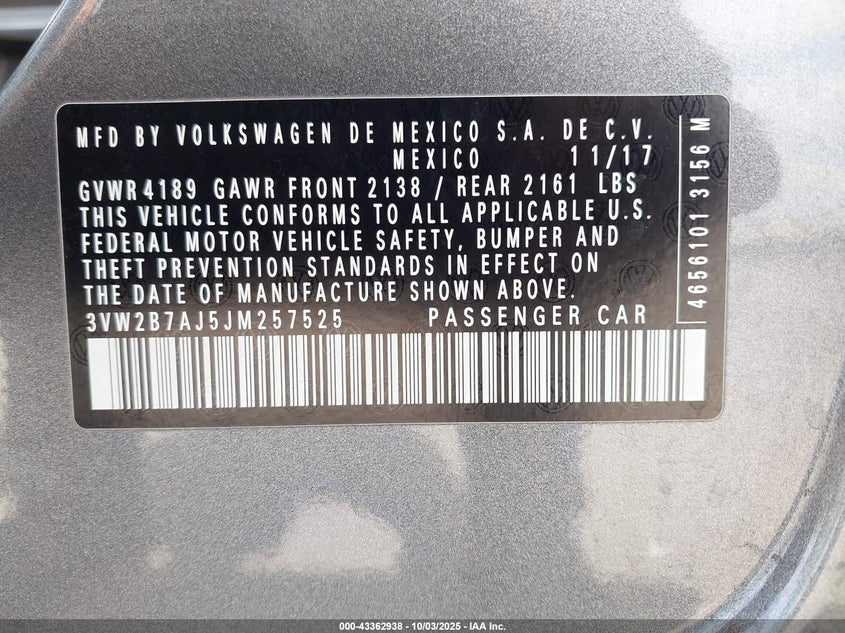 MFD BY VOLKSWAGEN DE MEXICO S.A. DE C.V.
MEXICO 11/17
GVWR 4189 GAWR FRONT 2138 / REAR 2161 LBS
THIS VEHICLE CONFORMS TO ALL APPLICABLE U.S.
FEDERAL MOTOR VEHICLE SAFETY, BUMPER AND
THEFT PREVENTION STANDARDS IN EFFECT ON
THE DATE OF MANUFACTURE SHOWN ABOVE.
3VW2B7AJ5JM257525 PASSENGER CAR
4656101 3156 M
000-43362938 - 10/03/2025 - IAA Inc.